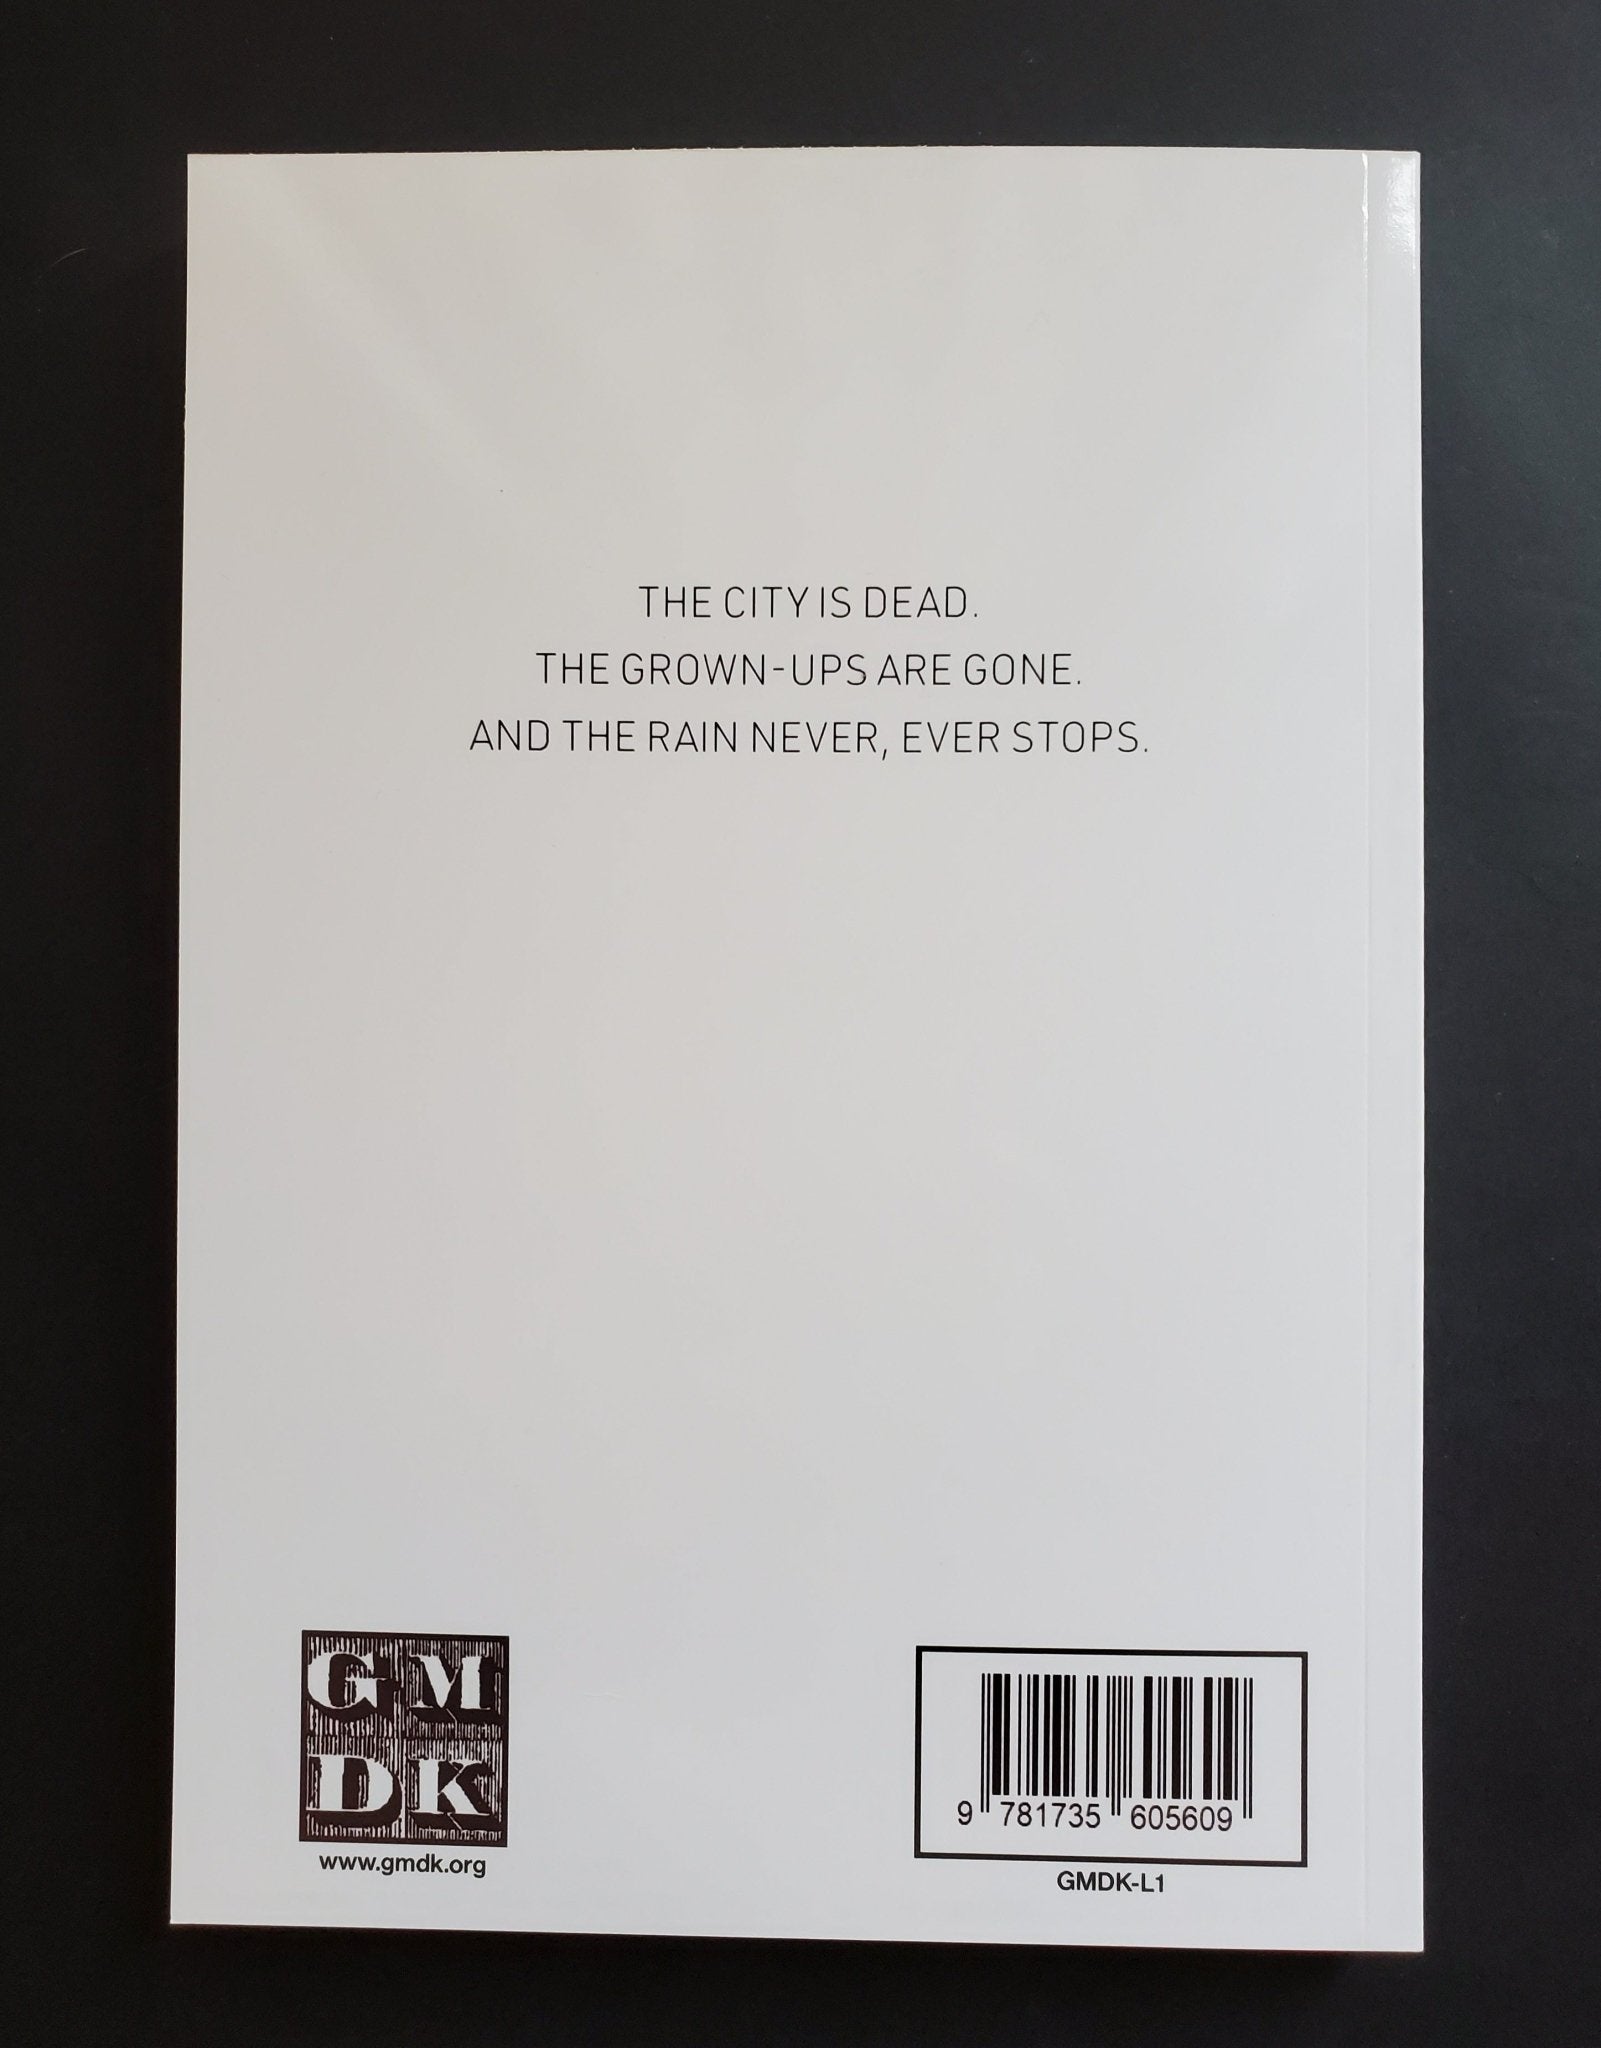 THE CITY IS DEAD.
THE GROWN-UPS ARE GONE.
AND THE RAIN NEVER, EVER STOPS.
GM
DK
www.gmdk.org
9 781735 605609
GMDK-L1